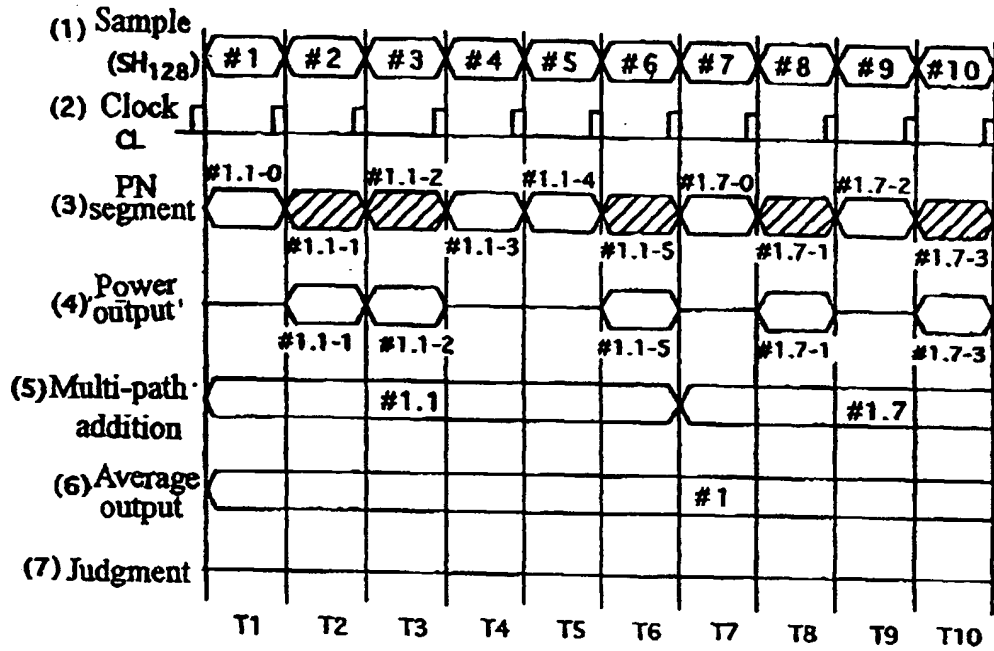 (1) Sample
(SH128) #1 #2 #3 #4 #5 #6 #7 #8 #9 #10
(2) Clock
CL
#1.1-0 #1.1-2 #1.1-4 #1.7-0 #1.7-2
(3) PN
segment
#1.1-1 #1.1-3 #1.1-5 #1.7-1 #1.7-3
(4) Power
output
#1.1-1 #1.1-2 #1.1-5 #1.7-1 #1.7-3
(5) Multi-path
addition
#1.1 #1.7
(6) Average
output
#1
(7) Judgment
T1 T2 T3 T4 T5 T6 T7 T8 T9 T10